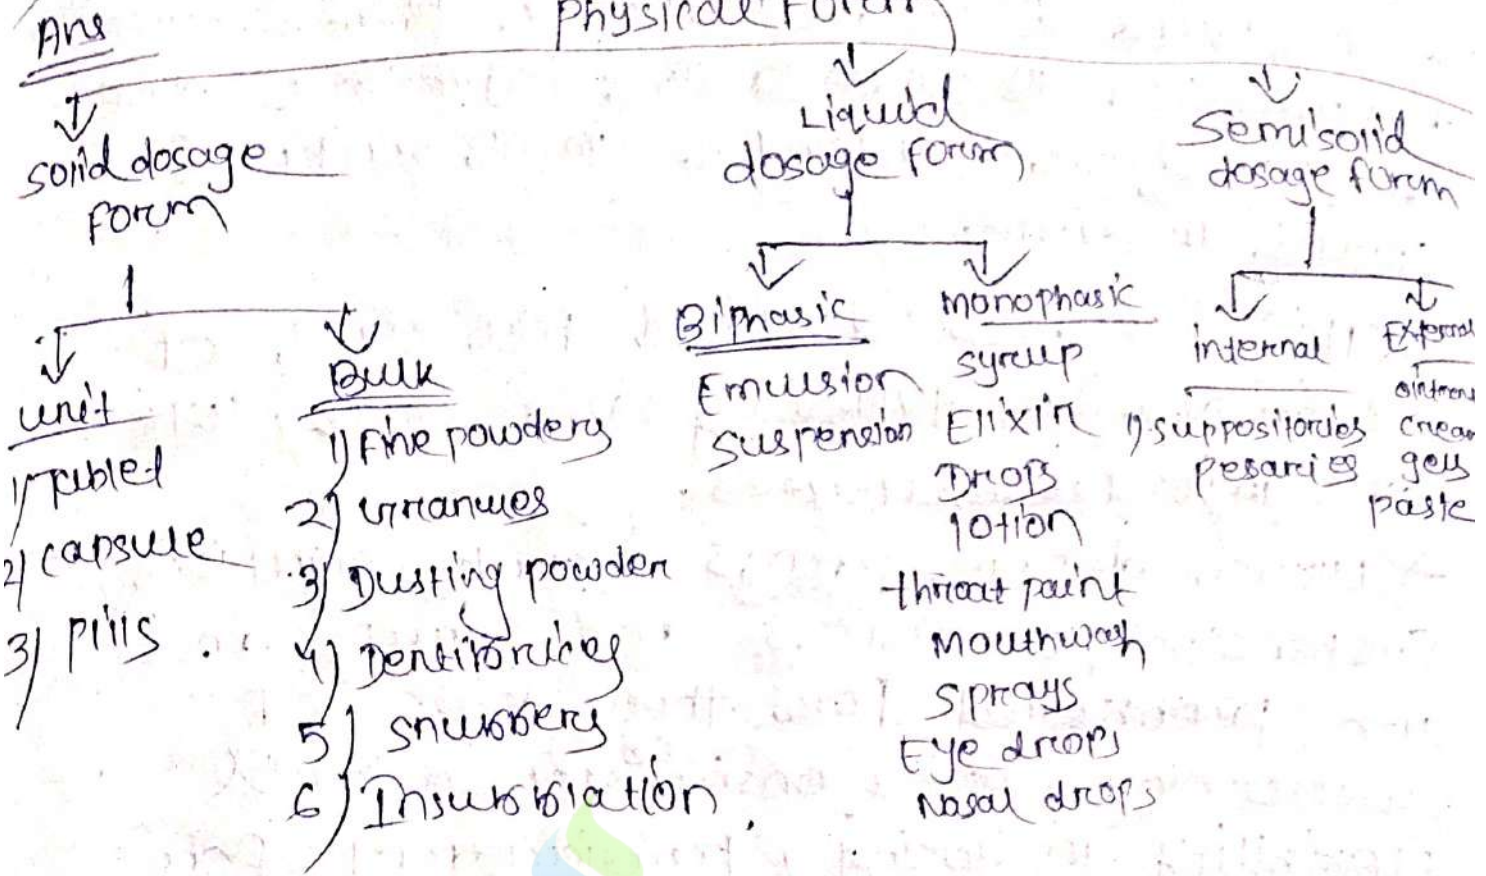 Ans
Physical Form
Solid dosage
Form
Liquid
dosage form
Semisolid
dosage form
unit
1) Tablet
2) capsule
3) pills
Bulk
1) Fine powders
2) Granules
3) Dusting powder
4) Dentifrices
5) Snuffers
6) Insufflation
Biphasic
Emulsion
Suspension
monophasic
syrup
Elixir
Drops
lotion
throat paint
Mouthwash
sprays
Eye drops
Nasal drops
internal
1) suppositories
pesaries
External
ointmen
cream
gels
paste